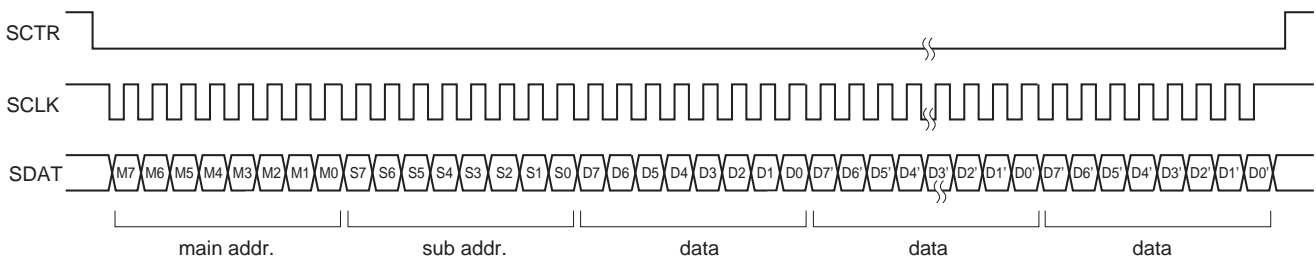 SCTR
SCLK
SDAT M7 M6 M5 M4 M3 M2 M1 M0 S7 S6 S5 S4 S3 S2 S1 S0 D7 D6 D5 D4 D3 D2 D1 D0 D7' D6' D5' D4' D3' D2' D1' D0' D7' D6' D5' D4' D3' D2' D1' D0'
main addr. sub addr. data data data